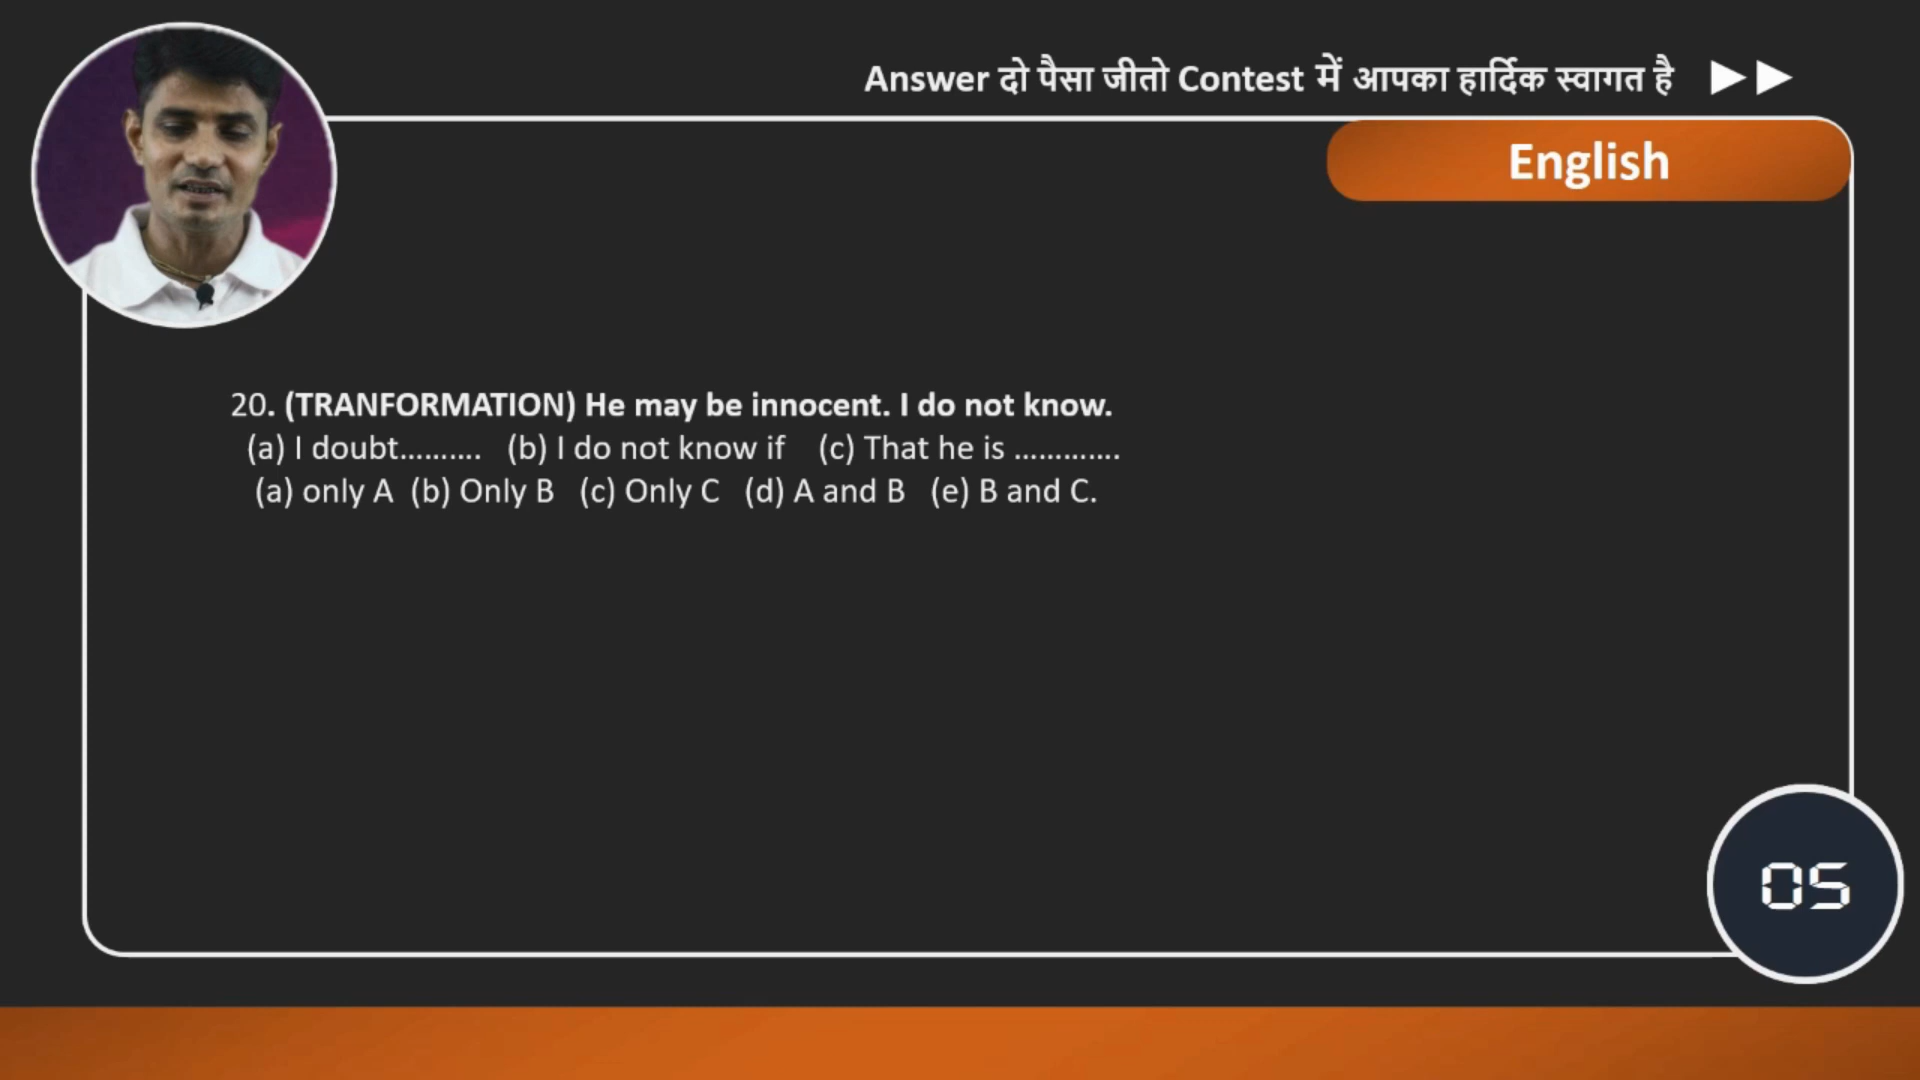 Answer दो पैसा जीतो Contest में आपका हार्दिक स्वागत है
English
20. (TRANFORMATION) He may be innocent. I do not know.
(a) I doubt.......... (b) I do not know if (c) That he is .............
(a) only A (b) Only B (c) Only C (d) A and B (e) B and C.
05